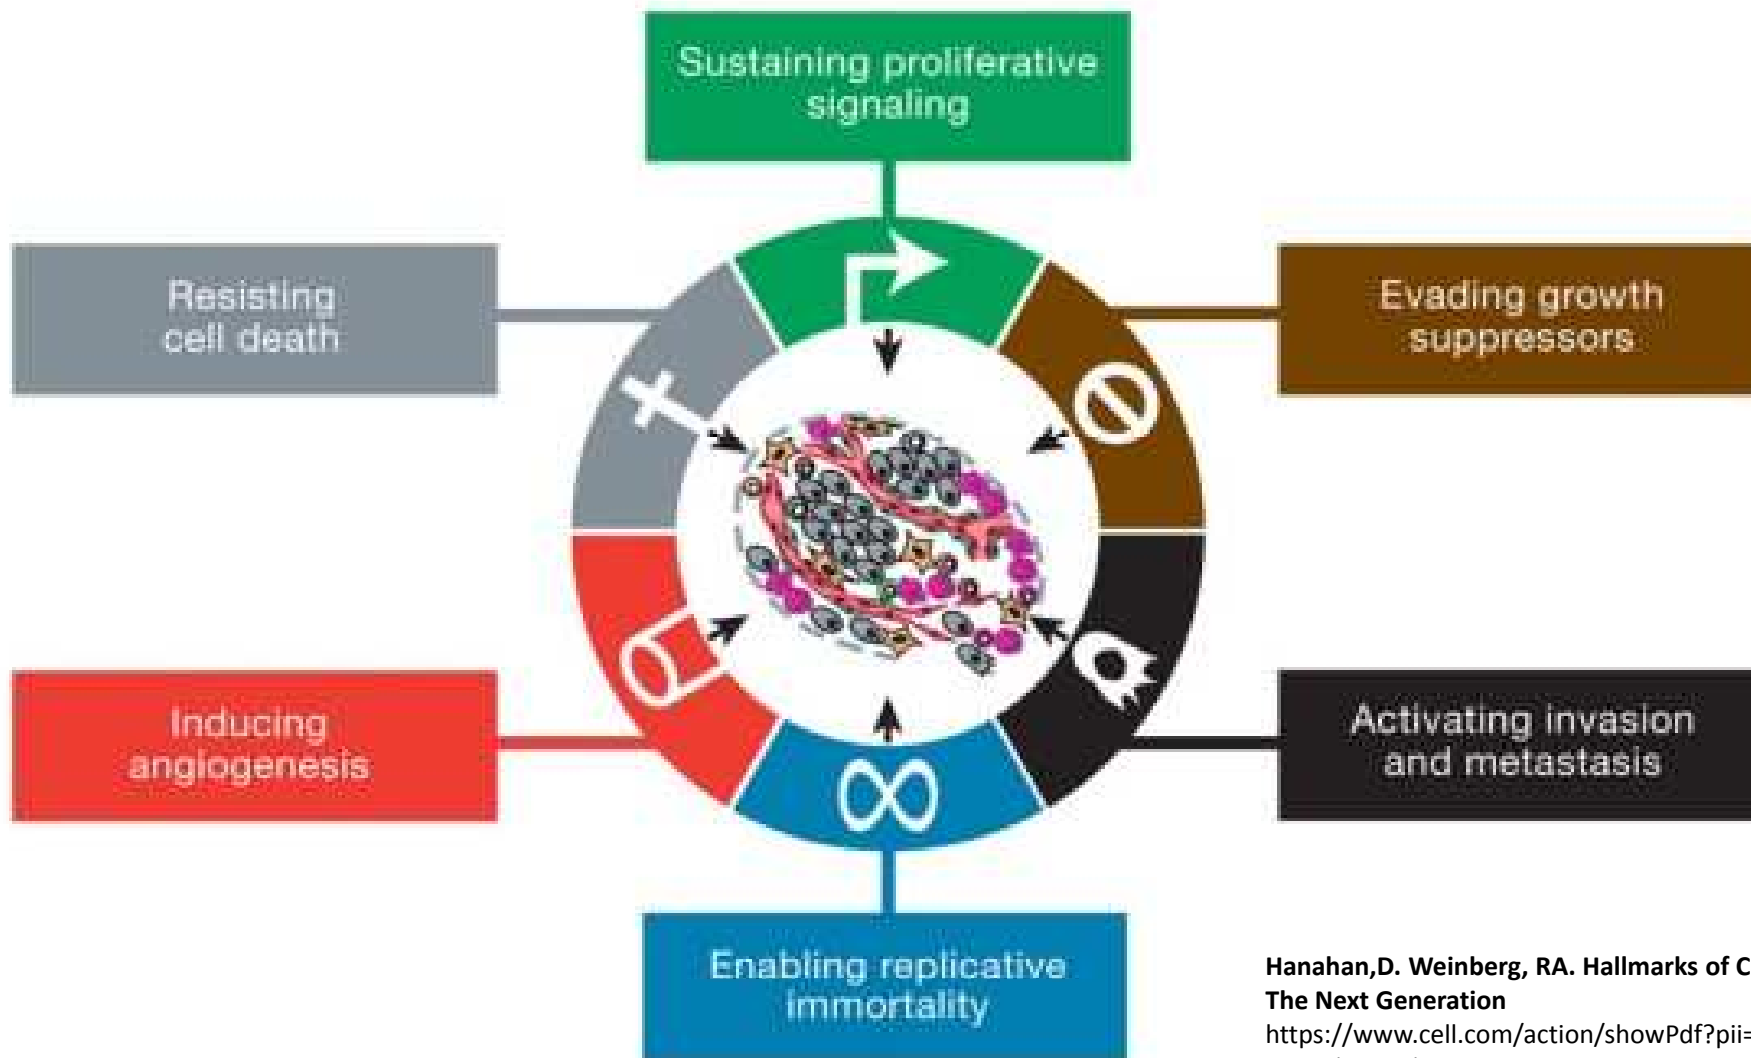 Sustaining proliferative
signaling
Resisting
cell death
Evading growth
suppressors
Inducing
angiogenesis
Activating invasion
and metastasis
Enabling replicative
immortality
Hanahan,D. Weinberg, RA. Hallmarks of C
The Next Generation
https://www.cell.com/action/showPdf?pii=